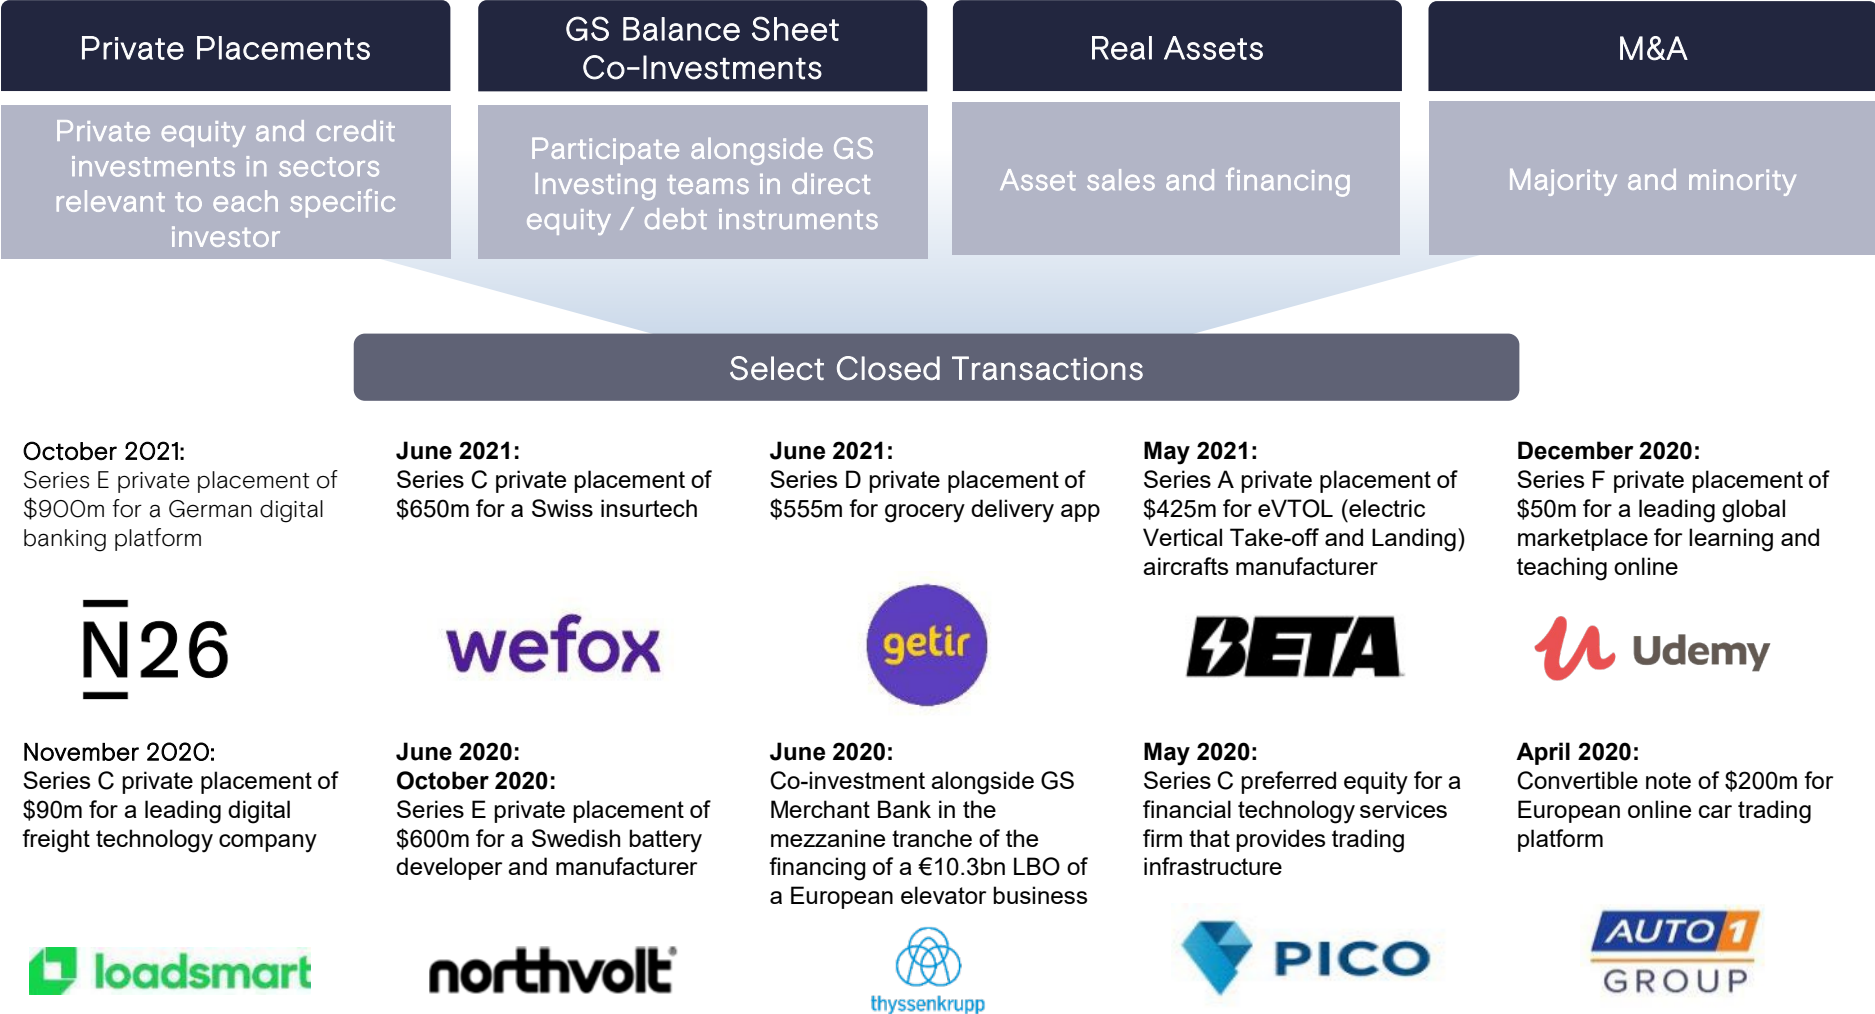 Private Placements
GS Balance Sheet
Co-Investments
Real Assets
M&A
Private equity and credit
investments in sectors
relevant to each specific
investor
Participate alongside GS
Investing teams in direct
equity / debt instruments
Asset sales and financing
Majority and minority
Select Closed Transactions
October 2021:
Series E private placement of
$900m for a German digital
banking platform
N26
June 2021:
Series C private placement of
$650m for a Swiss insurtech
wefox
June 2021:
Series D private placement of
$555m for grocery delivery app
getir
May 2021:
Series A private placement of
$425m for eVTOL (electric
Vertical Take-off and Landing)
aircrafts manufacturer
BETA
December 2020:
Series F private placement of
$50m for a leading global
marketplace for learning and
teaching online
Udemy
November 2020:
Series C private placement of
$90m for a leading digital
freight technology company
loadsmart
June 2020:
October 2020:
Series E private placement of
$600m for a Swedish battery
developer and manufacturer
northvolt
June 2020:
Co-investment alongside GS
Merchant Bank in the
mezzanine tranche of the
financing of a €10.3bn LBO of
a European elevator business
thyssenkrupp
May 2020:
Series C preferred equity for a
financial technology services
firm that provides trading
infrastructure
PICO
April 2020:
Convertible note of $200m for
European online car trading
platform
AUTO1
GROUP